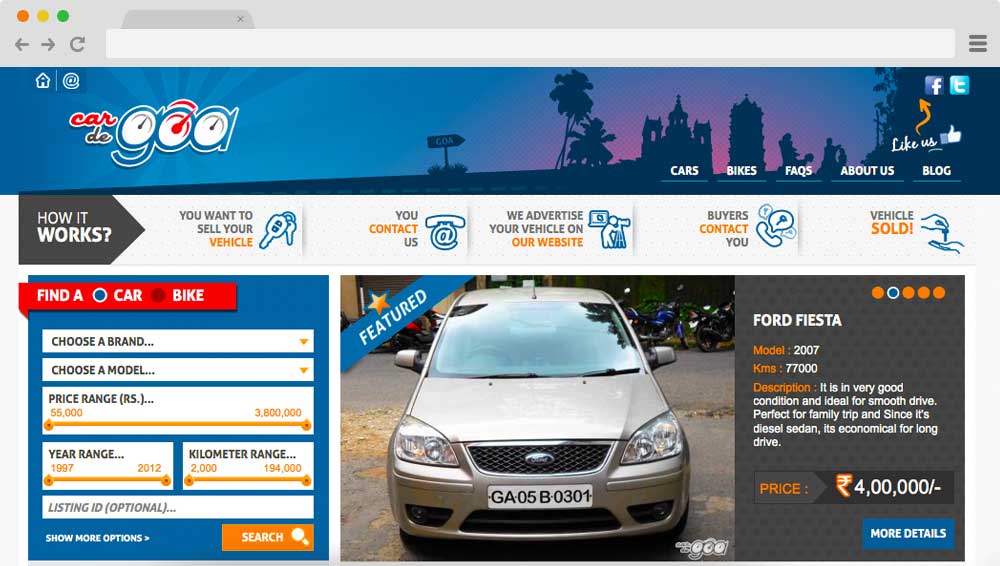 car
de
goa
GOA
Like us
CARS
BIKES
FAQS
ABOUT US
BLOG
HOW IT
WORKS?
YOU WANT TO
SELL YOUR
VEHICLE
YOU
CONTACT
US
WE ADVERTISE
YOUR VEHICLE ON
OUR WEBSITE
BUYERS
CONTACT
YOU
VEHICLE
SOLD!
FIND A CAR BIKE
CHOOSE A BRAND...
CHOOSE A MODEL...
PRICE RANGE (RS.)...
55,000 3,800,000
YEAR RANGE...
1997 2012
KILOMETER RANGE...
2,000 194,000
LISTING ID (OPTIONAL)...
SHOW MORE OPTIONS >
SEARCH
FEATURED
Ford
GA·05 B·0301
car de goa
FORD FIESTA
Model : 2007
Kms : 77000
Description : It is in very good
condition and ideal for smooth drive.
Perfect for family trip and Since it's
diesel sedan, its economical for long
drive.
PRICE : ₹ 4,00,000/-
MORE DETAILS